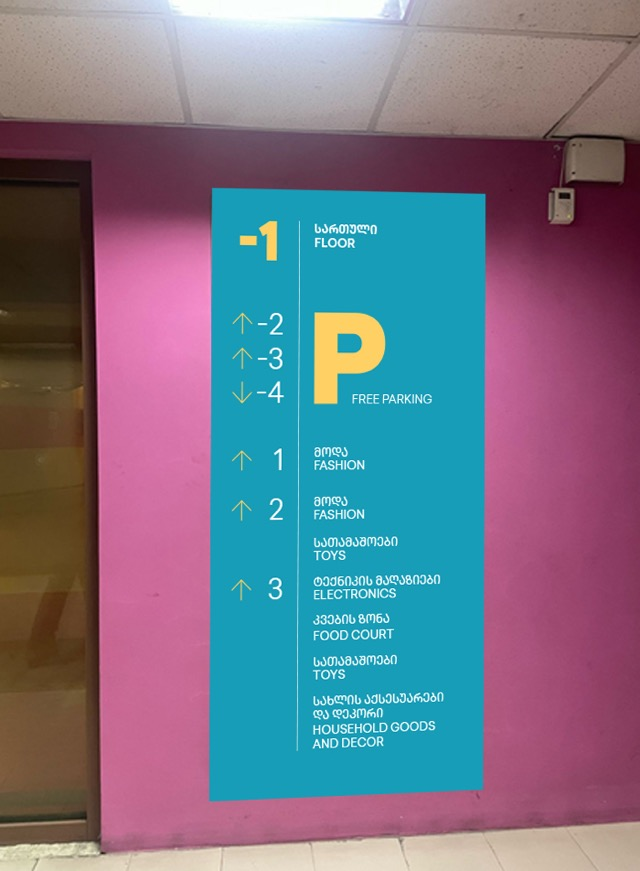 -1
სართული
FLOOR
↑ -2
↑ -3
↓ -4
P
FREE PARKING
↑ 1
მოდა
FASHION
↑ 2
მოდა
FASHION
სათამაშოები
TOYS
↑ 3
ტექნიკის მაღაზიები
ELECTRONICS
კვების ზონა
FOOD COURT
სათამაშოები
TOYS
სახლის აქსესუარები
და დეკორი
HOUSEHOLD GOODS
AND DECOR